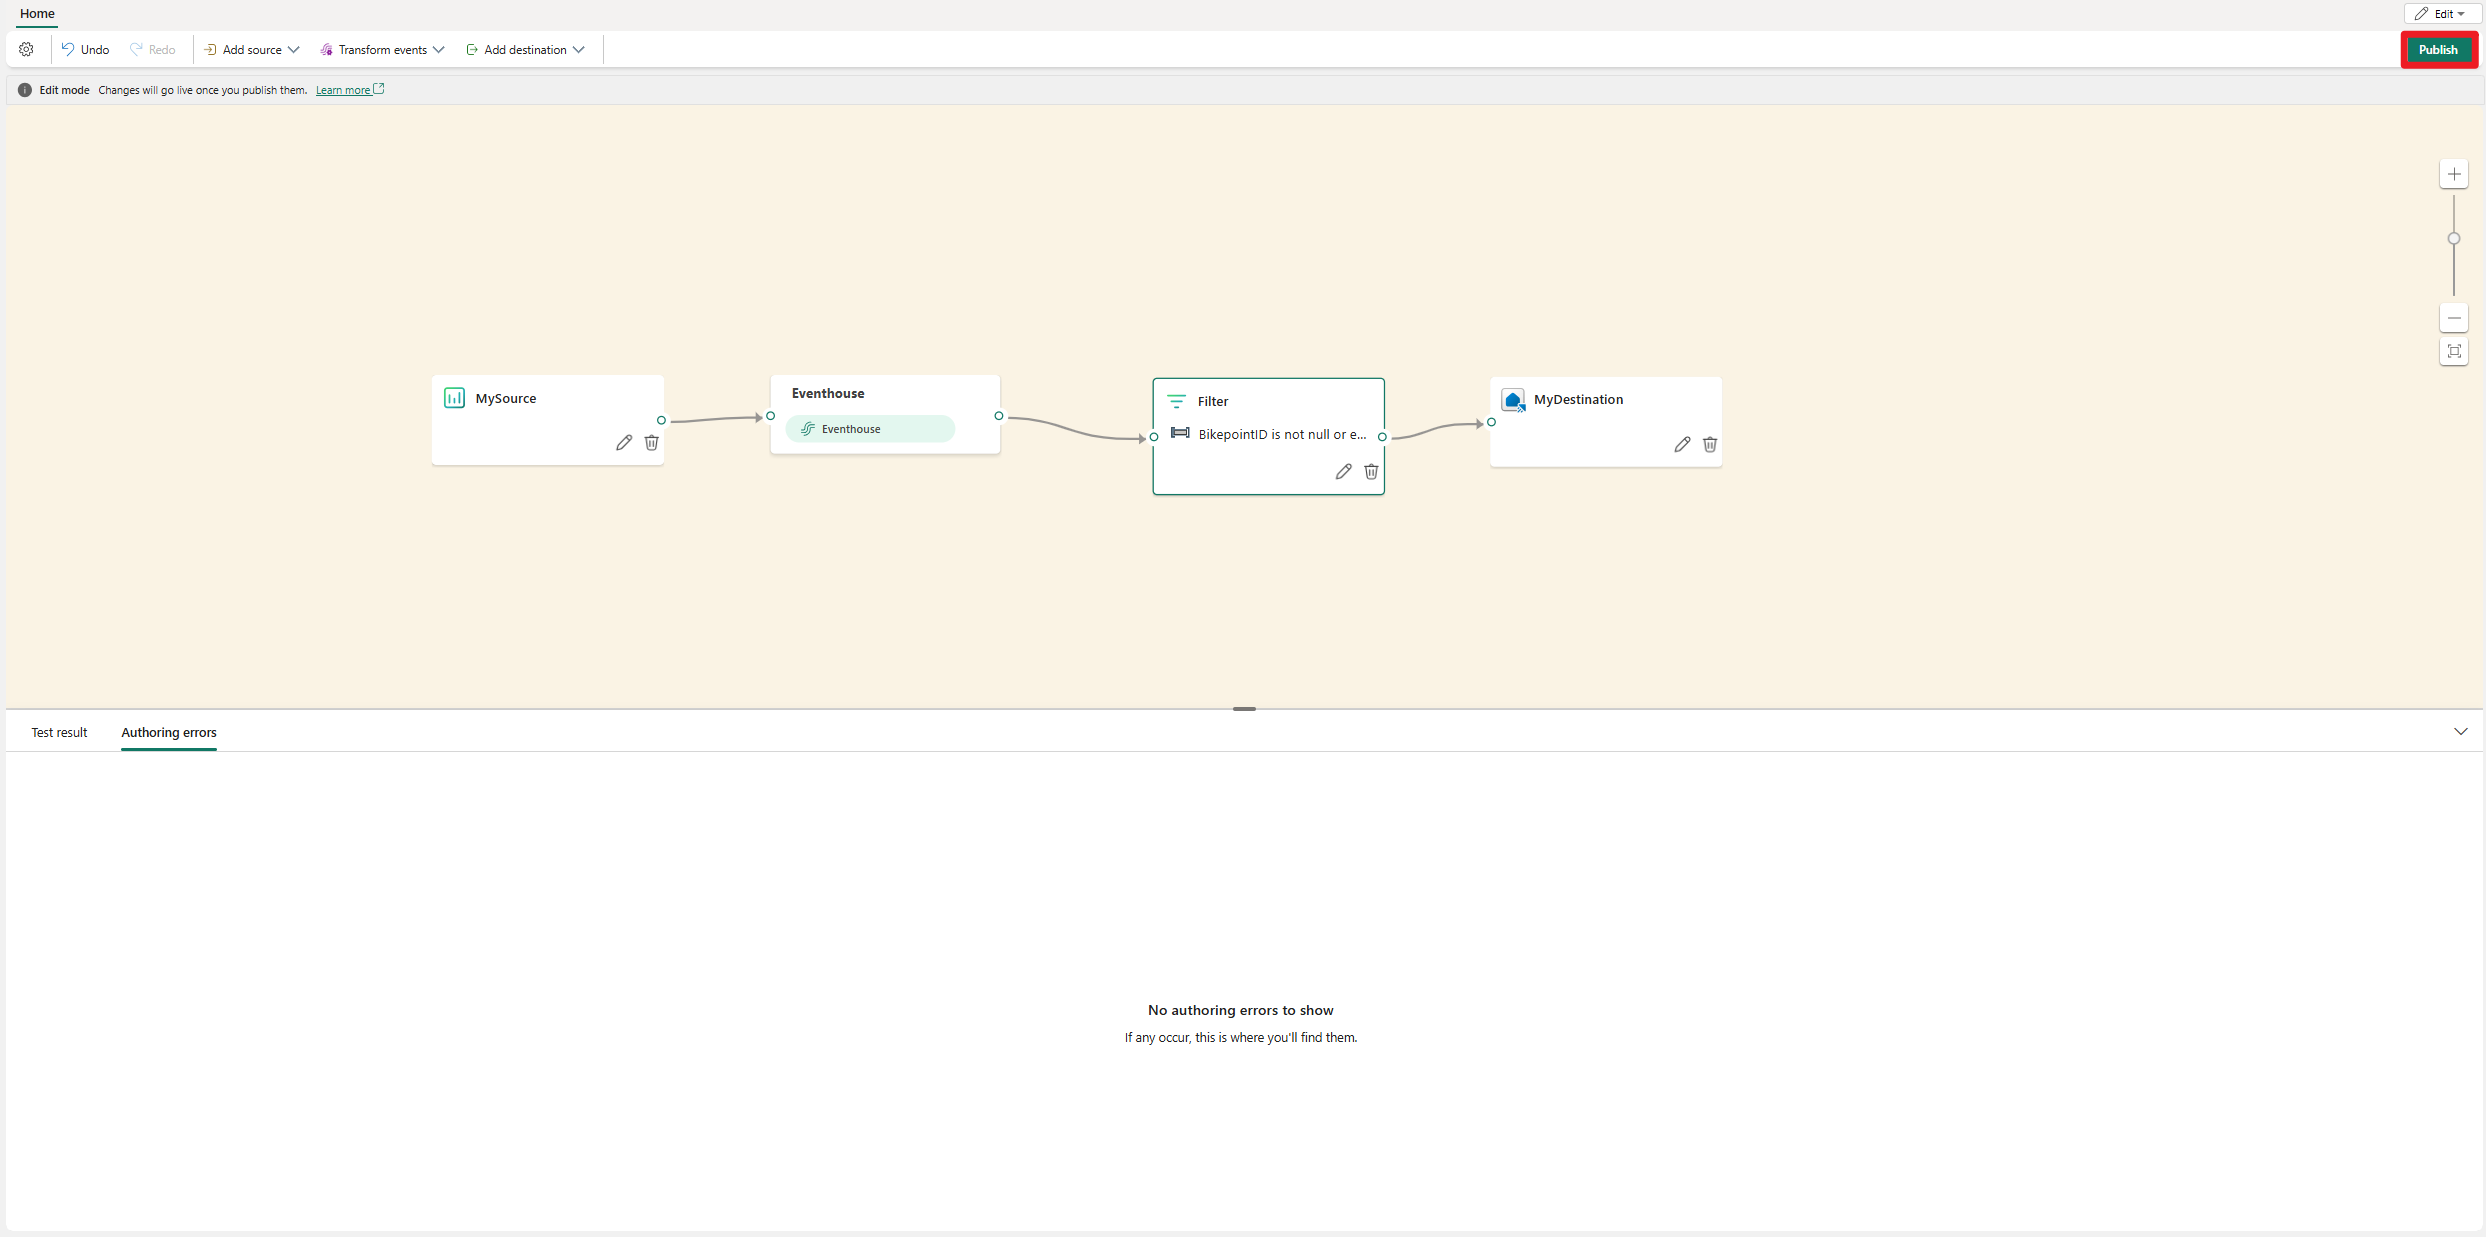 Home
Edit
Undo
Redo
Add source
Transform events
Add destination
Publish
Edit mode Changes will go live once you publish them. Learn more
MySource
Eventhouse
Eventhouse
Filter
BikepointID is not null or e...
MyDestination
Test result
Authoring errors
No authoring errors to show
If any occur, this is where you'll find them.